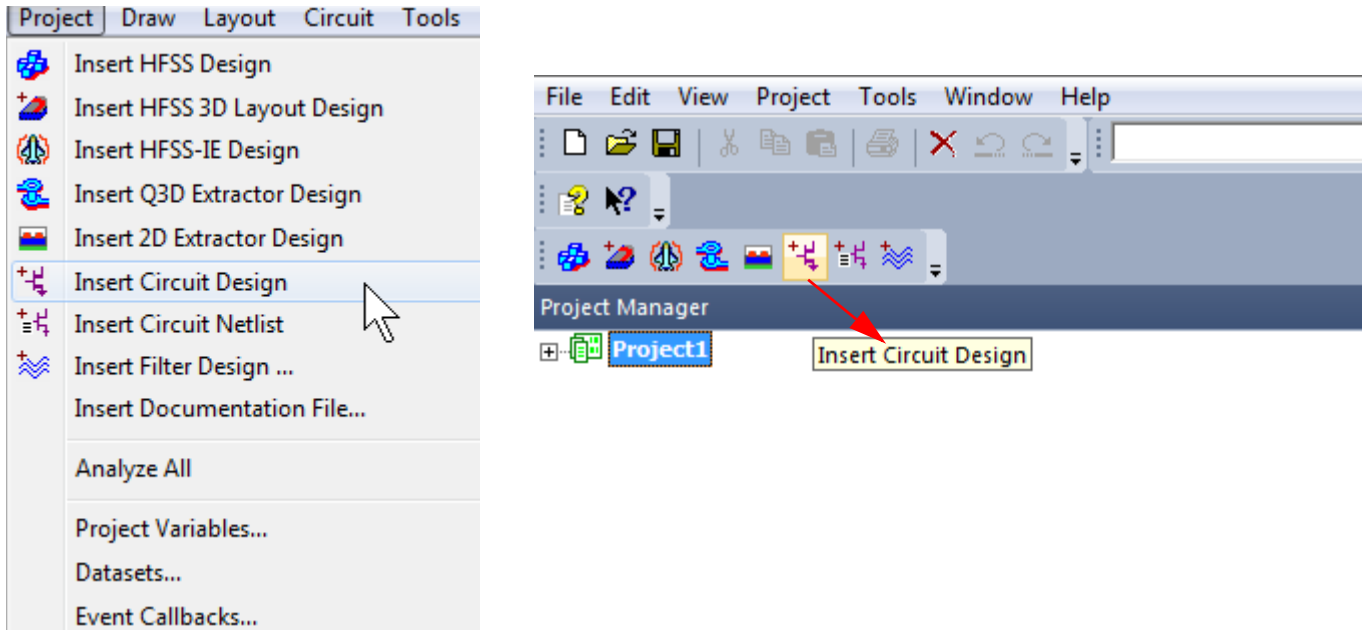 Project Draw Layout Circuit Tools
Insert HFSS Design
Insert HFSS 3D Layout Design
Insert HFSS-IE Design
Insert Q3D Extractor Design
Insert 2D Extractor Design
Insert Circuit Design
Insert Circuit Netlist
Insert Filter Design ...
Insert Documentation File...
Analyze All
Project Variables...
Datasets...
Event Callbacks...
File Edit View Project Tools Window Help
Project Manager
Project1
Insert Circuit Design